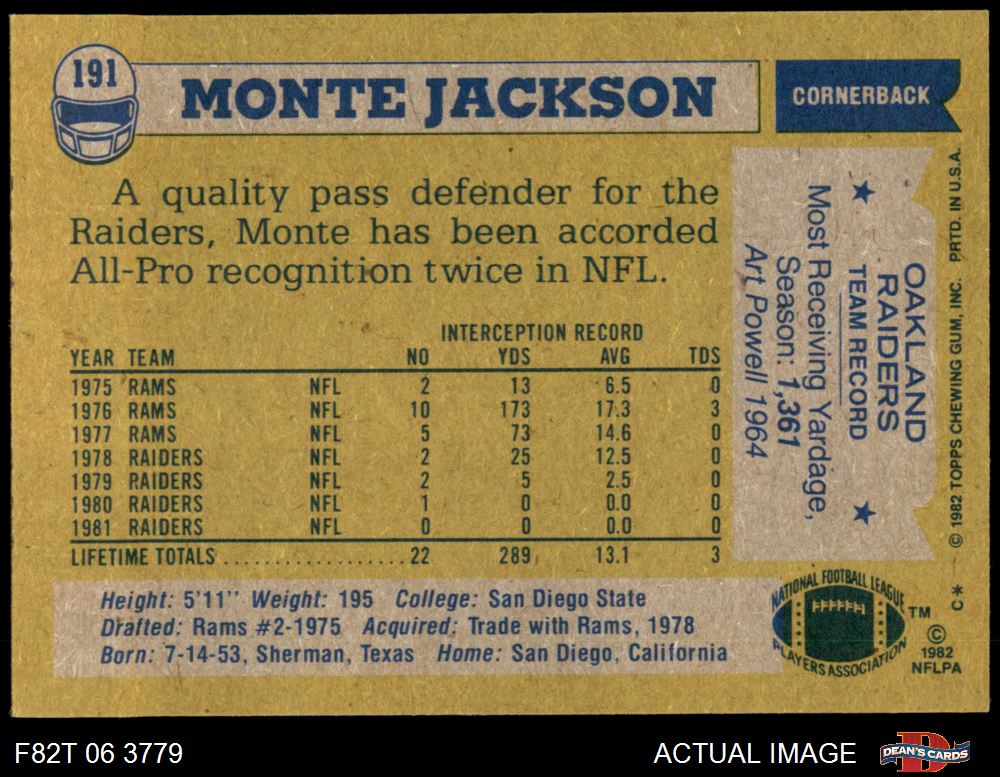 191
MONTE JACKSON
CORNERBACK
A quality pass defender for the
Raiders, Monte has been accorded
All-Pro recognition twice in NFL.
INTERCEPTION RECORD
YEAR TEAM NO YDS AVG TDS
1975 RAMS NFL 2 13 6.5 0
1976 RAMS NFL 10 173 17.3 3
1977 RAMS NFL 5 73 14.6 0
1978 RAIDERS NFL 2 25 12.5 0
1979 RAIDERS NFL 2 5 2.5 0
1980 RAIDERS NFL 1 0 0.0 0
1981 RAIDERS NFL 0 0 0.0 0
LIFETIME TOTALS .................. 22 289 13.1 3
Height: 5'11" Weight: 195 College: San Diego State
Drafted: Rams #2-1975 Acquired: Trade with Rams, 1978
Born: 7-14-53, Sherman, Texas Home: San Diego, California
OAKLAND
RAIDERS
★ TEAM RECORD ★
Most Receiving Yardage,
Season: 1,361
Art Powell 1964
© 1982 TOPPS CHEWING GUM, INC. PRTD. IN U.S.A.
C*
NATIONAL FOOTBALL LEAGUE
PLAYERS ASSOCIATION
TM
©
1982
NFLPA
F82T 06 3779
ACTUAL IMAGE
D
DEAN'S CARDS